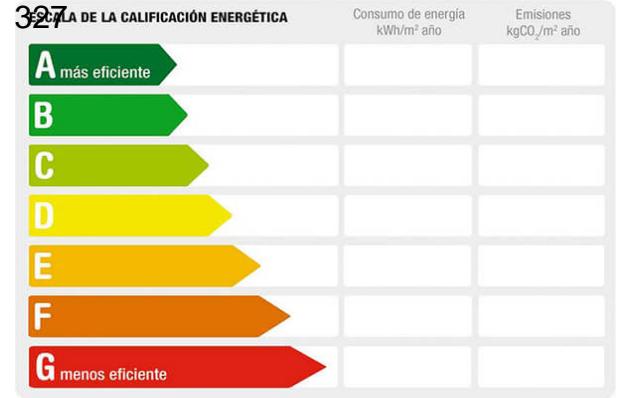 327
ESCALA DE LA CALIFICACIÓN ENERGÉTICA
Consumo de energía
kWh/m² año
Emisiones
kgCO₂/m² año
A más eficiente
B
C
D
E
F
G menos eficiente